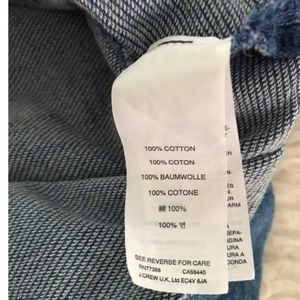 100% COTTON
100% COTON
100% BAUMWOLLE
100% COTONE
綿 100%
100% 면
SEE REVERSE FOR CARE
RN77388 CA56445
J.CREW U.K. Ltd EC4V 6JA